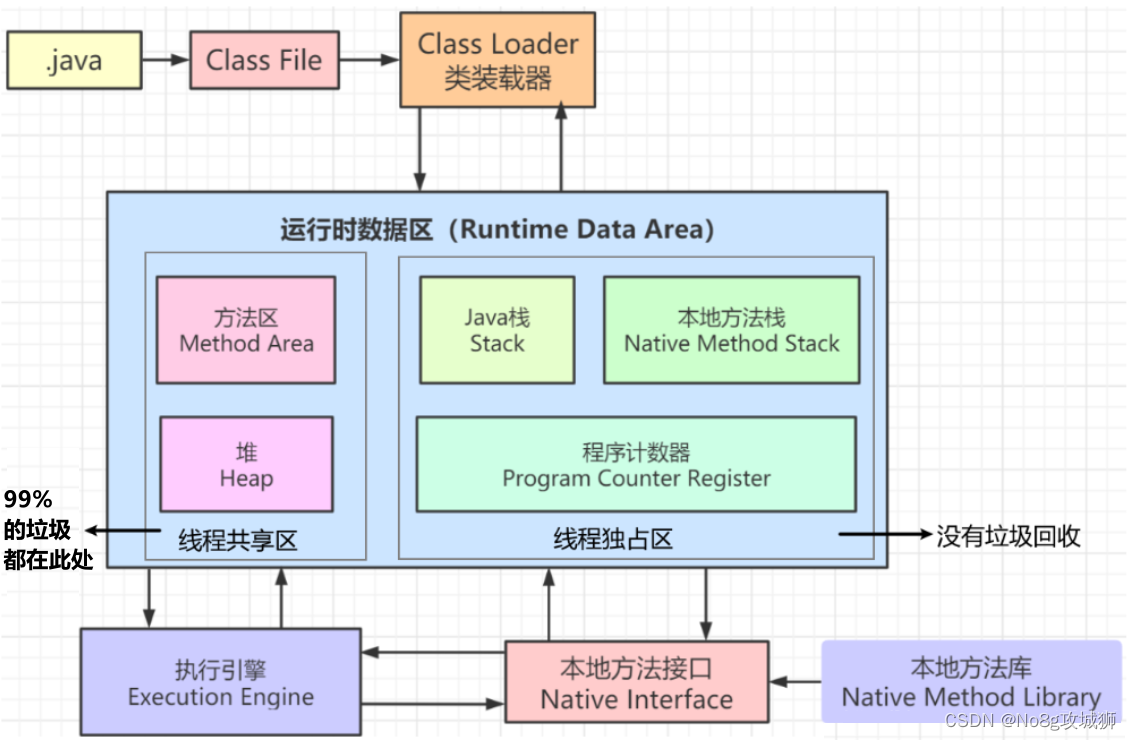 .java
Class File
Class Loader
类装载器
运行时数据区（Runtime Data Area）
方法区
Method Area
Java栈
Stack
本地方法栈
Native Method Stack
堆
Heap
程序计数器
Program Counter Register
99%
的垃圾
都在此处
线程共享区
线程独占区
没有垃圾回收
执行引擎
Execution Engine
本地方法接口
Native Interface
本地方法库
Native Method Library
CSDN @No8g攻城狮